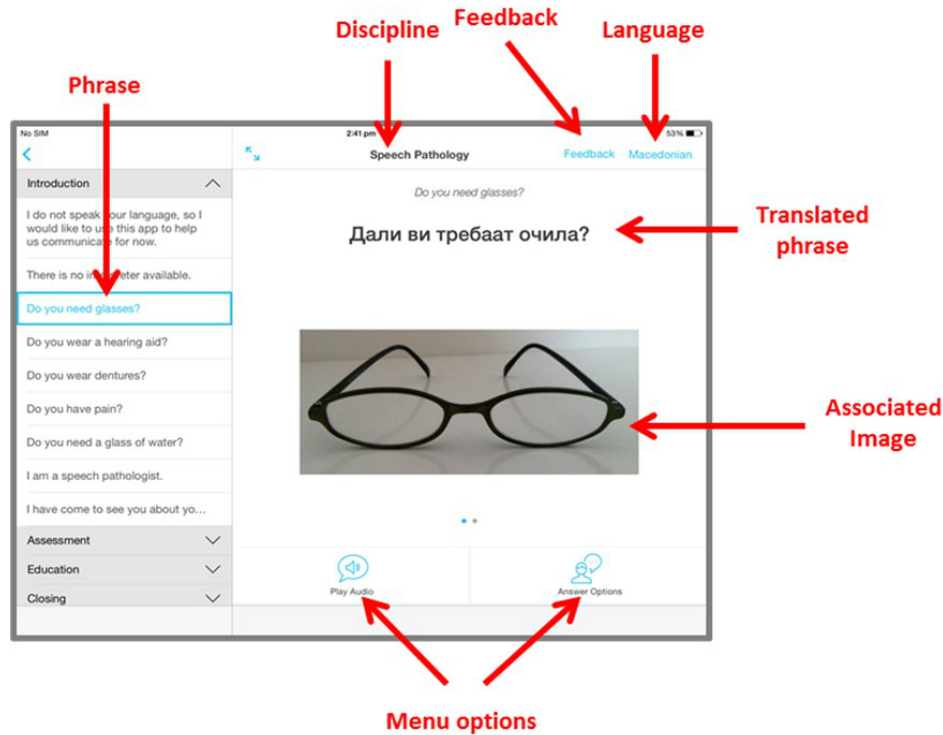 Feedback
Discipline
Language
Phrase
No SIM
2:41 pm
53%
Speech Pathology
Feedback
Macedonian
Introduction
Do you need glasses?
I do not speak your language, so I
would like to use this app to help
us communicate for now.
Дали ви требаат очила?
Translated
phrase
There is no interpreter available.
Do you need glasses?
Do you wear a hearing aid?
Do you wear dentures?
Do you have pain?
Associated
Image
Do you need a glass of water?
I am a speech pathologist.
I have come to see you about yo...
Assessment
Education
Closing
Play Audio
Answer Options
Menu options